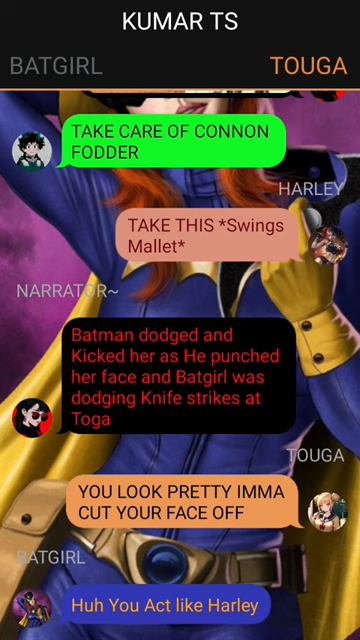 KUMAR TS
BATGIRL
TOUGA
TAKE CARE OF CONNON
FODDER
HARLEY
TAKE THIS *Swings
Mallet*
NARRATOR~
Batman dodged and
Kicked her as He punched
her face and Batgirl was
dodging Knife strikes at
Toga
TOUGA
YOU LOOK PRETTY IMMA
CUT YOUR FACE OFF
BATGIRL
Huh You Act like Harley